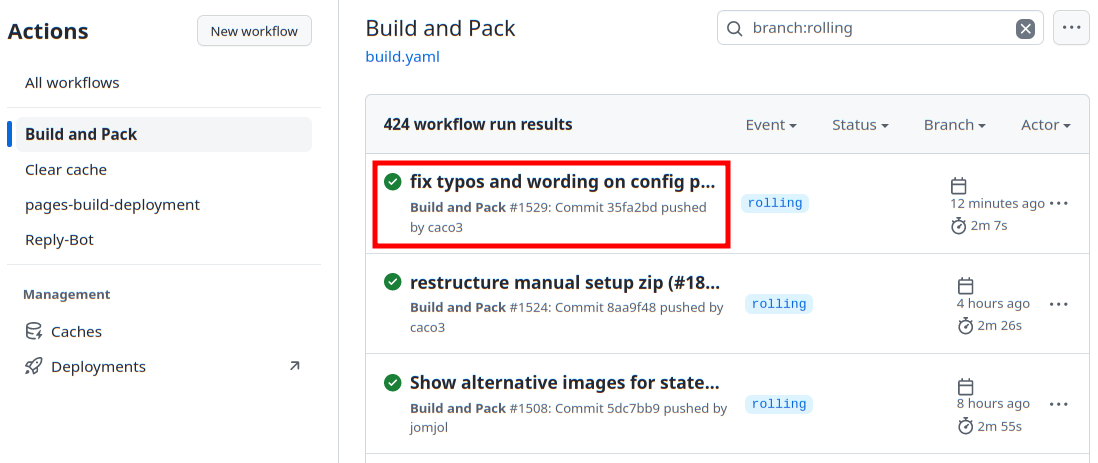 Actions
New workflow
All workflows
Build and Pack
Clear cache
pages-build-deployment
Reply-Bot
Management
Caches
Deployments
Build and Pack
build.yaml
branch:rolling
424 workflow run results
Event
Status
Branch
Actor
fix typos and wording on config p...
Build and Pack #1529: Commit 35fa2bd pushed
by caco3
rolling
12 minutes ago
2m 7s
restructure manual setup zip (#18...
Build and Pack #1524: Commit 8aa9f48 pushed by
caco3
rolling
4 hours ago
2m 26s
Show alternative images for state...
Build and Pack #1508: Commit 5dc7bb9 pushed by
jomjol
rolling
8 hours ago
2m 55s